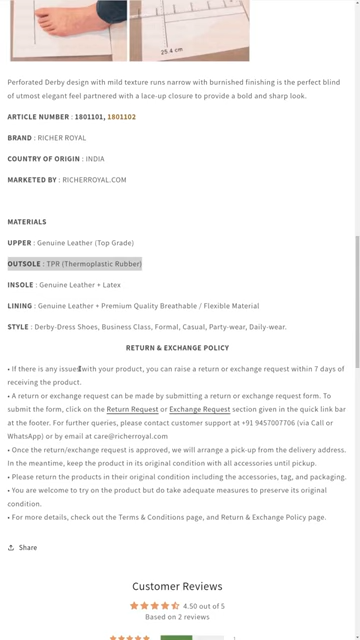 25.4 cm
Perforated Derby design with mild texture runs narrow with burnished finishing is the perfect blind
of utmost elegant feel partnered with a lace-up closure to provide a bold and sharp look.
ARTICLE NUMBER : 1801101, 1801102
BRAND : RICHER ROYAL
COUNTRY OF ORIGIN : INDIA
MARKETED BY : RICHERROYAL.COM
MATERIALS
UPPER : Genuine Leather (Top Grade)
OUTSOLE : TPR (Thermoplastic Rubber)
INSOLE : Genuine Leather + Latex
LINING : Genuine Leather + Premium Quality Breathable / Flexible Material
STYLE : Derby-Dress Shoes, Business Class, Formal, Casual, Party-wear, Daily-wear.
RETURN & EXCHANGE POLICY
• If there is any issues with your product, you can raise a return or exchange request within 7 days of
receiving the product.
• A return or exchange request can be made by submitting a return or exchange request form. To
submit the form, click on the Return Request or Exchange Request section given in the quick link bar
at the footer. For further queries, please contact customer support at +91 9457007706 (via Call or
WhatsApp) or by email at care@richerroyal.com
• Once the return/exchange request is approved, we will arrange a pick-up from the delivery address.
In the meantime, keep the product in its original condition with all accessories until pickup.
• Please return the products in their original condition including the accessories, tag, and packaging.
• You are welcome to try on the product but do take adequate measures to preserve its original
condition.
• For more details, check out the Terms & Conditions page, and Return & Exchange Policy page.
Share
Customer Reviews
4.50 out of 5
Based on 2 reviews